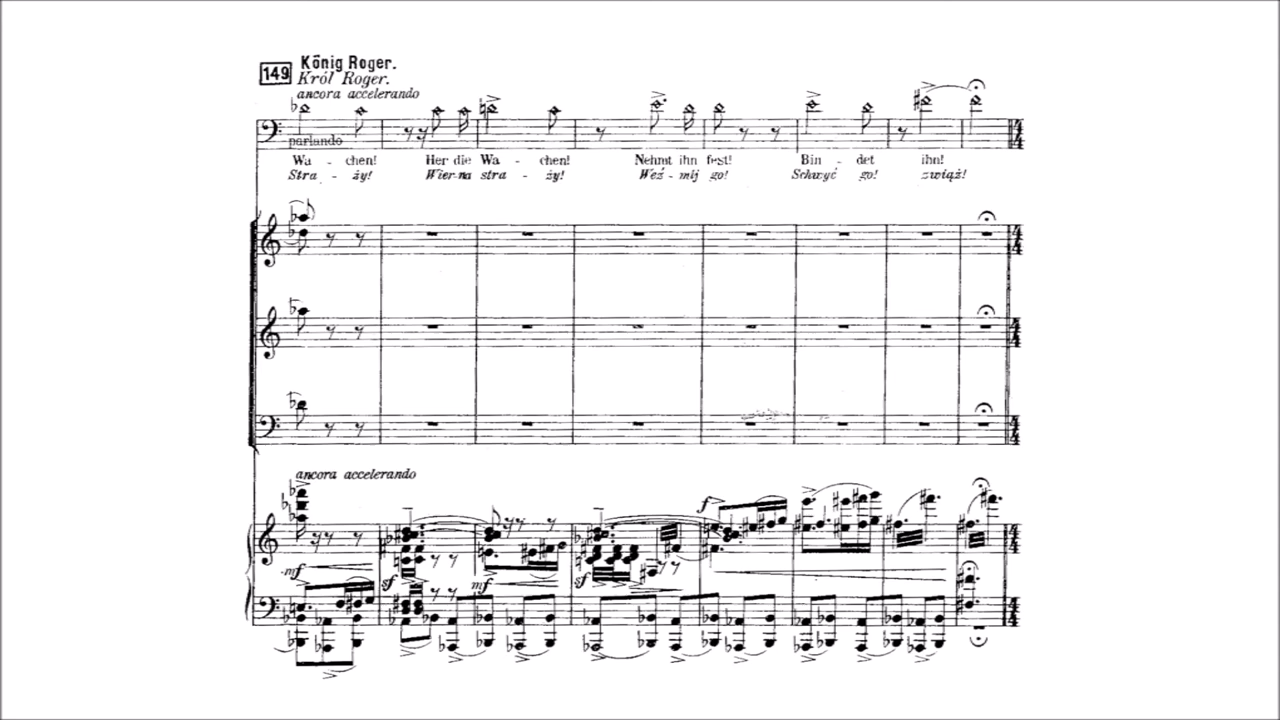 149 König Roger.
Król Roger.
ancora accelerando
parlando
Wa - chen! Her die Wa - chen! Nehmt ihn fest! Bin - det ihn!
Stra - ży! Wier-na stra - ży! Weź - mij go! Schwyć go! zwiąż!
ancora accelerando
f
mf sf mf sf